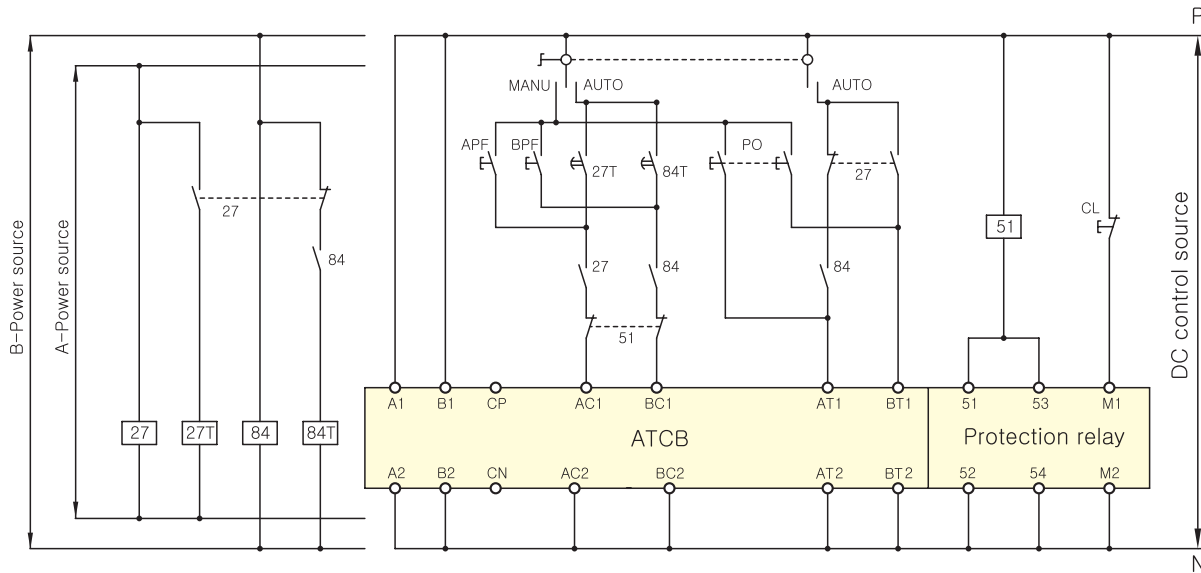 P
MANU
AUTO
AUTO
APF
BPF
27T
84T
PO
27
CL
27
51
84
27
84
84
51
B-Power source
A-Power source
DC control source
A1
B1
CP
AC1
BC1
AT1
BT1
51
53
M1
27
27T
84
84T
ATCB
Protection relay
A2
B2
CN
AC2
BC2
AT2
BT2
52
54
M2
N